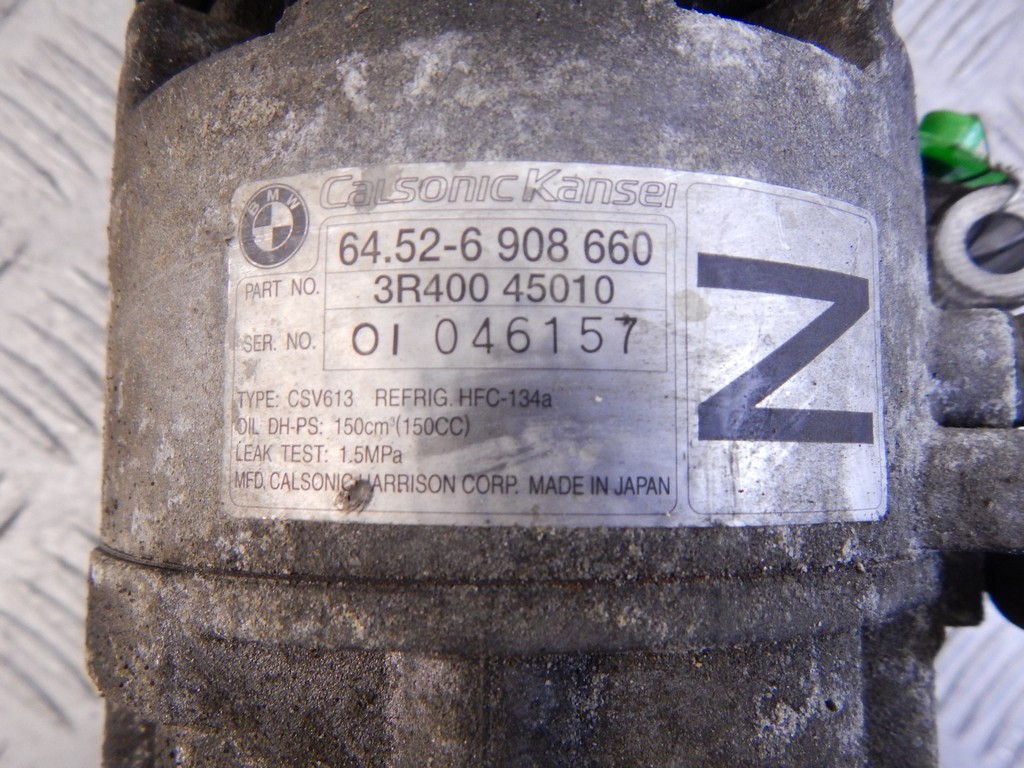 BMW
Calsonic Kansei
64.52-6 908 660
PART NO. 3R400 45010
SER. NO. 01 046157
TYPE: CSV613 REFRIG. HFC-134a
OIL DH-PS: 150cm³(150CC)
LEAK TEST: 1.5MPa
MFD. CALSONIC HARRISON CORP. MADE IN JAPAN
Z